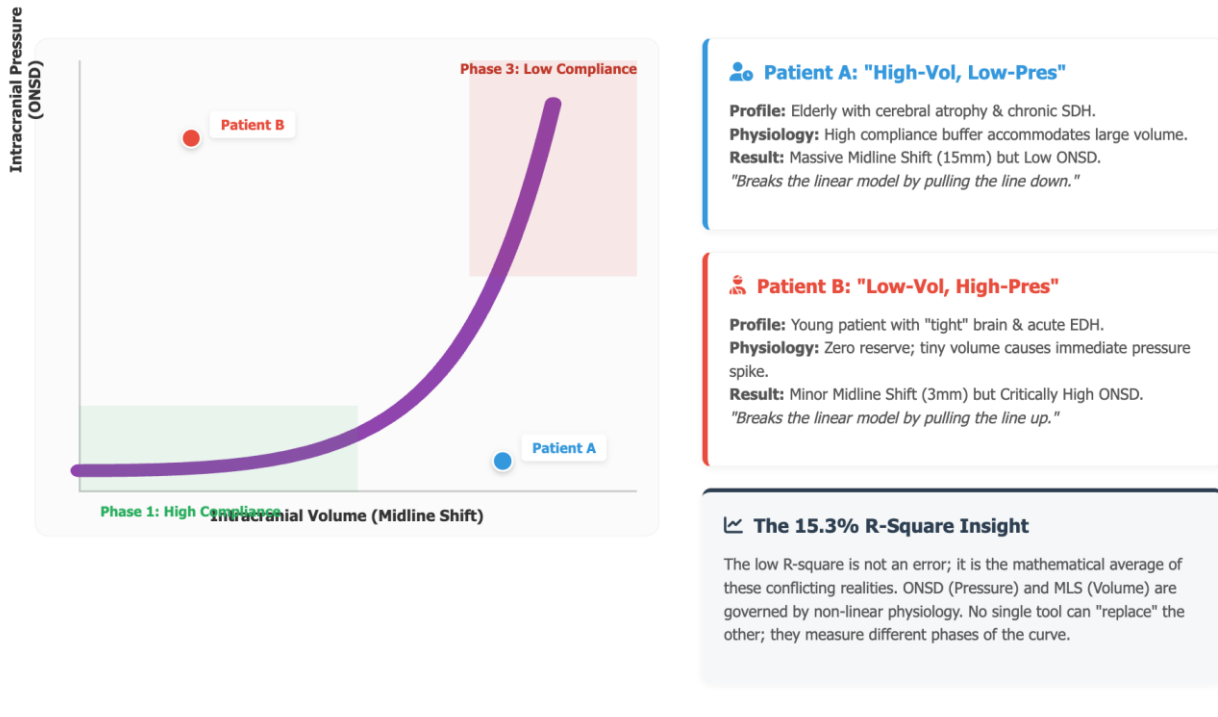 Intracranial Pressure
(ONSD)
Phase 3: Low Compliance
Patient B
Patient A
Phase 1: High Compliance
Intracranial Volume (Midline Shift)
Patient A: "High-Vol, Low-Pres"
Profile: Elderly with cerebral atrophy & chronic SDH.
Physiology: High compliance buffer accommodates large volume.
Result: Massive Midline Shift (15mm) but Low ONSD.
"Breaks the linear model by pulling the line down."
Patient B: "Low-Vol, High-Pres"
Profile: Young patient with "tight" brain & acute EDH.
Physiology: Zero reserve; tiny volume causes immediate pressure
spike.
Result: Minor Midline Shift (3mm) but Critically High ONSD.
"Breaks the linear model by pulling the line up."
The 15.3% R-Square Insight
The low R-square is not an error; it is the mathematical average of
these conflicting realities. ONSD (Pressure) and MLS (Volume) are
governed by non-linear physiology. No single tool can "replace" the
other; they measure different phases of the curve.